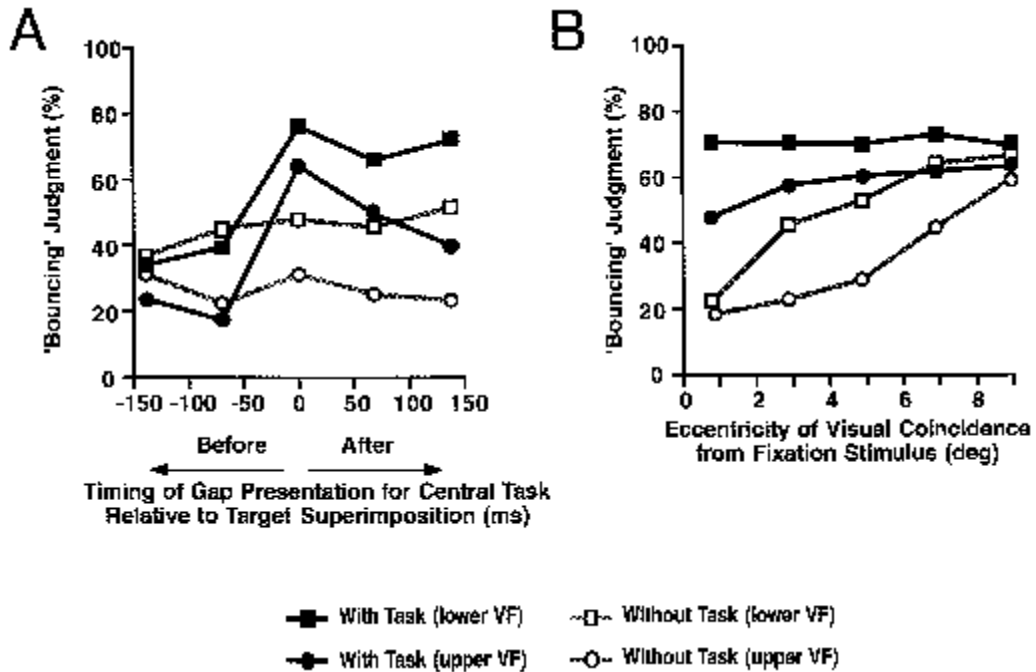 A
'Bouncing' Judgment (%)
100
80
60
40
20
0
-150 -100 -50 0 50 100 150
Before After
Timing of Gap Presentation for Central Task
Relative to Target Superimposition (ms)
B
'Bouncing' Judgment (%)
100
80
60
40
20
0
0 2 4 6 8
Eccentricity of Visual Coincidence
from Fixation Stimulus (deg)
With Task (lower VF) Without Task (lower VF)
With Task (upper VF) Without Task (upper VF)